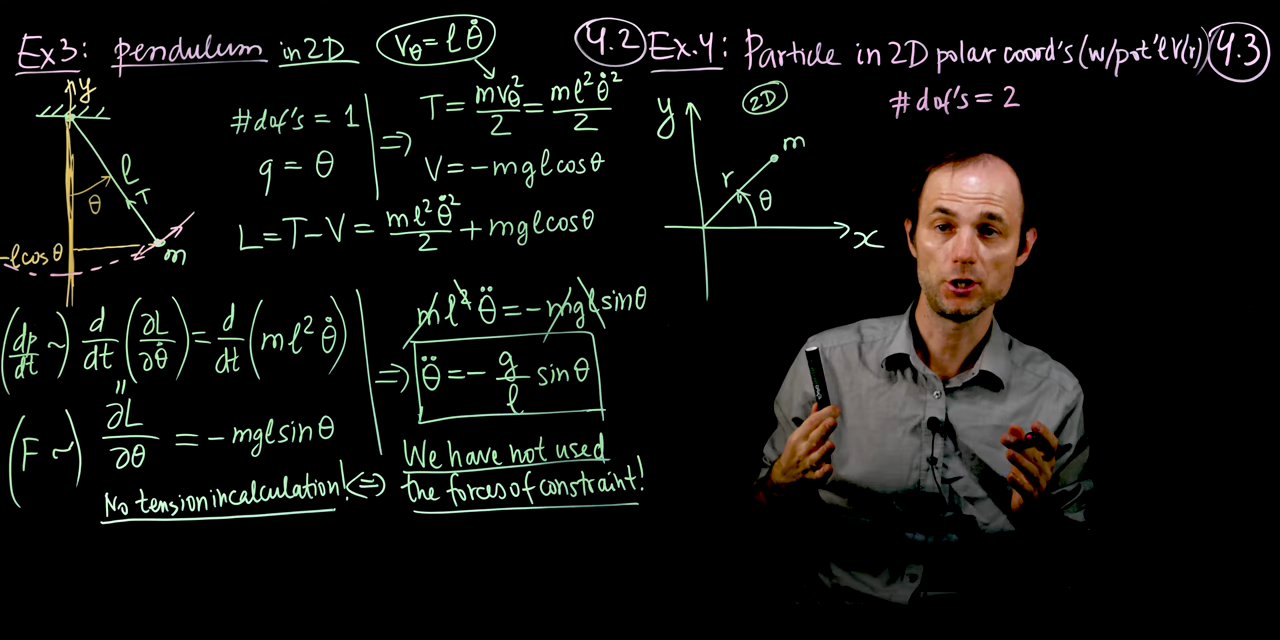 Ex3: pendulum in 2D
vθ = l θ̇
y
l
θ
T
-l cos θ
m
# dof's = 1
q = θ
⇒ T = mvθ²/2 = ml²θ̇²/2
V = -mgl cos θ
L = T - V = ml²θ̇²/2 + mgl cos θ
(dp/dt ~) d/dt (∂L/∂θ̇) = d/dt (ml²θ̇)
"
(F ~) ∂L/∂θ = -mgl sin θ
⇒ ml²θ̈ = -mgl sin θ
θ̈ = - g/l sin θ
No tension in calculation! ⇔ We have not used
the forces of constraint!
4.2 Ex.4: Particle in 2D polar coord's (w/pot'l V(r)) 4.3
# dof's = 2
2D
y
m
r
θ
x